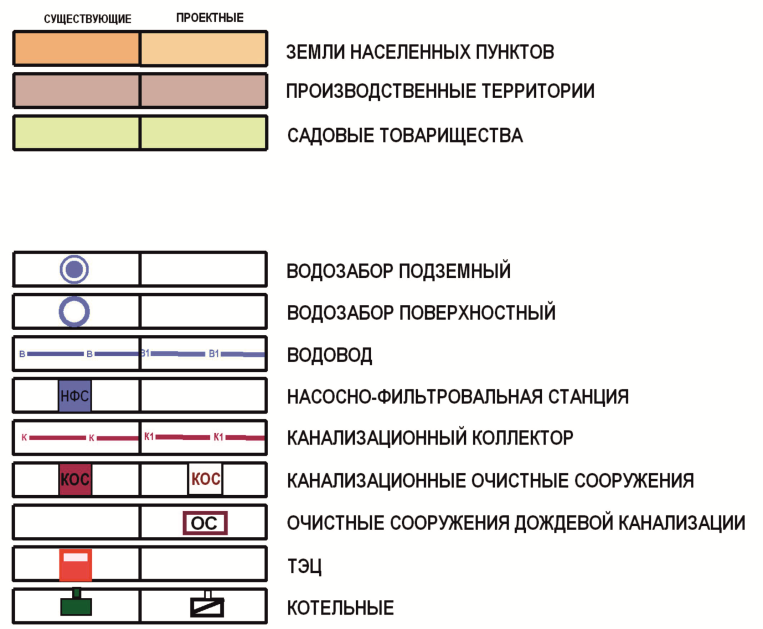 СУЩЕСТВУЮЩИЕ ПРОЕКТНЫЕ
ЗЕМЛИ НАСЕЛЕННЫХ ПУНКТОВ
ПРОИЗВОДСТВЕННЫЕ ТЕРРИТОРИИ
САДОВЫЕ ТОВАРИЩЕСТВА
ВОДОЗАБОР ПОДЗЕМНЫЙ
ВОДОЗАБОР ПОВЕРХНОСТНЫЙ
В В В1 В1 ВОДОВОД
НФС НАСОСНО-ФИЛЬТРОВАЛЬНАЯ СТАНЦИЯ
К К К1 К1 КАНАЛИЗАЦИОННЫЙ КОЛЛЕКТОР
КОС КОС КАНАЛИЗАЦИОННЫЕ ОЧИСТНЫЕ СООРУЖЕНИЯ
ОС ОЧИСТНЫЕ СООРУЖЕНИЯ ДОЖДЕВОЙ КАНАЛИЗАЦИИ
ТЭЦ
КОТЕЛЬНЫЕ